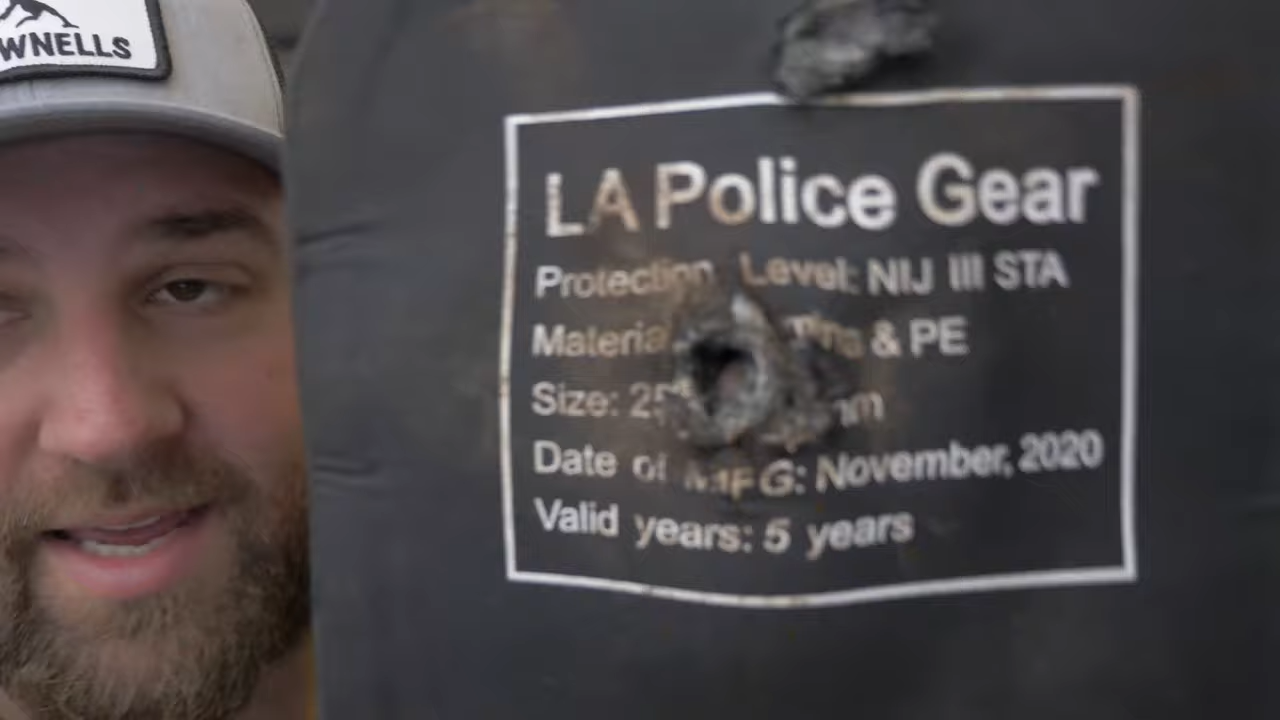 WNELLS
LA Police Gear
Protection Level: NIJ III STA
& PE
Size:
Date of MFG: November, 2020
Valid years: 5 years